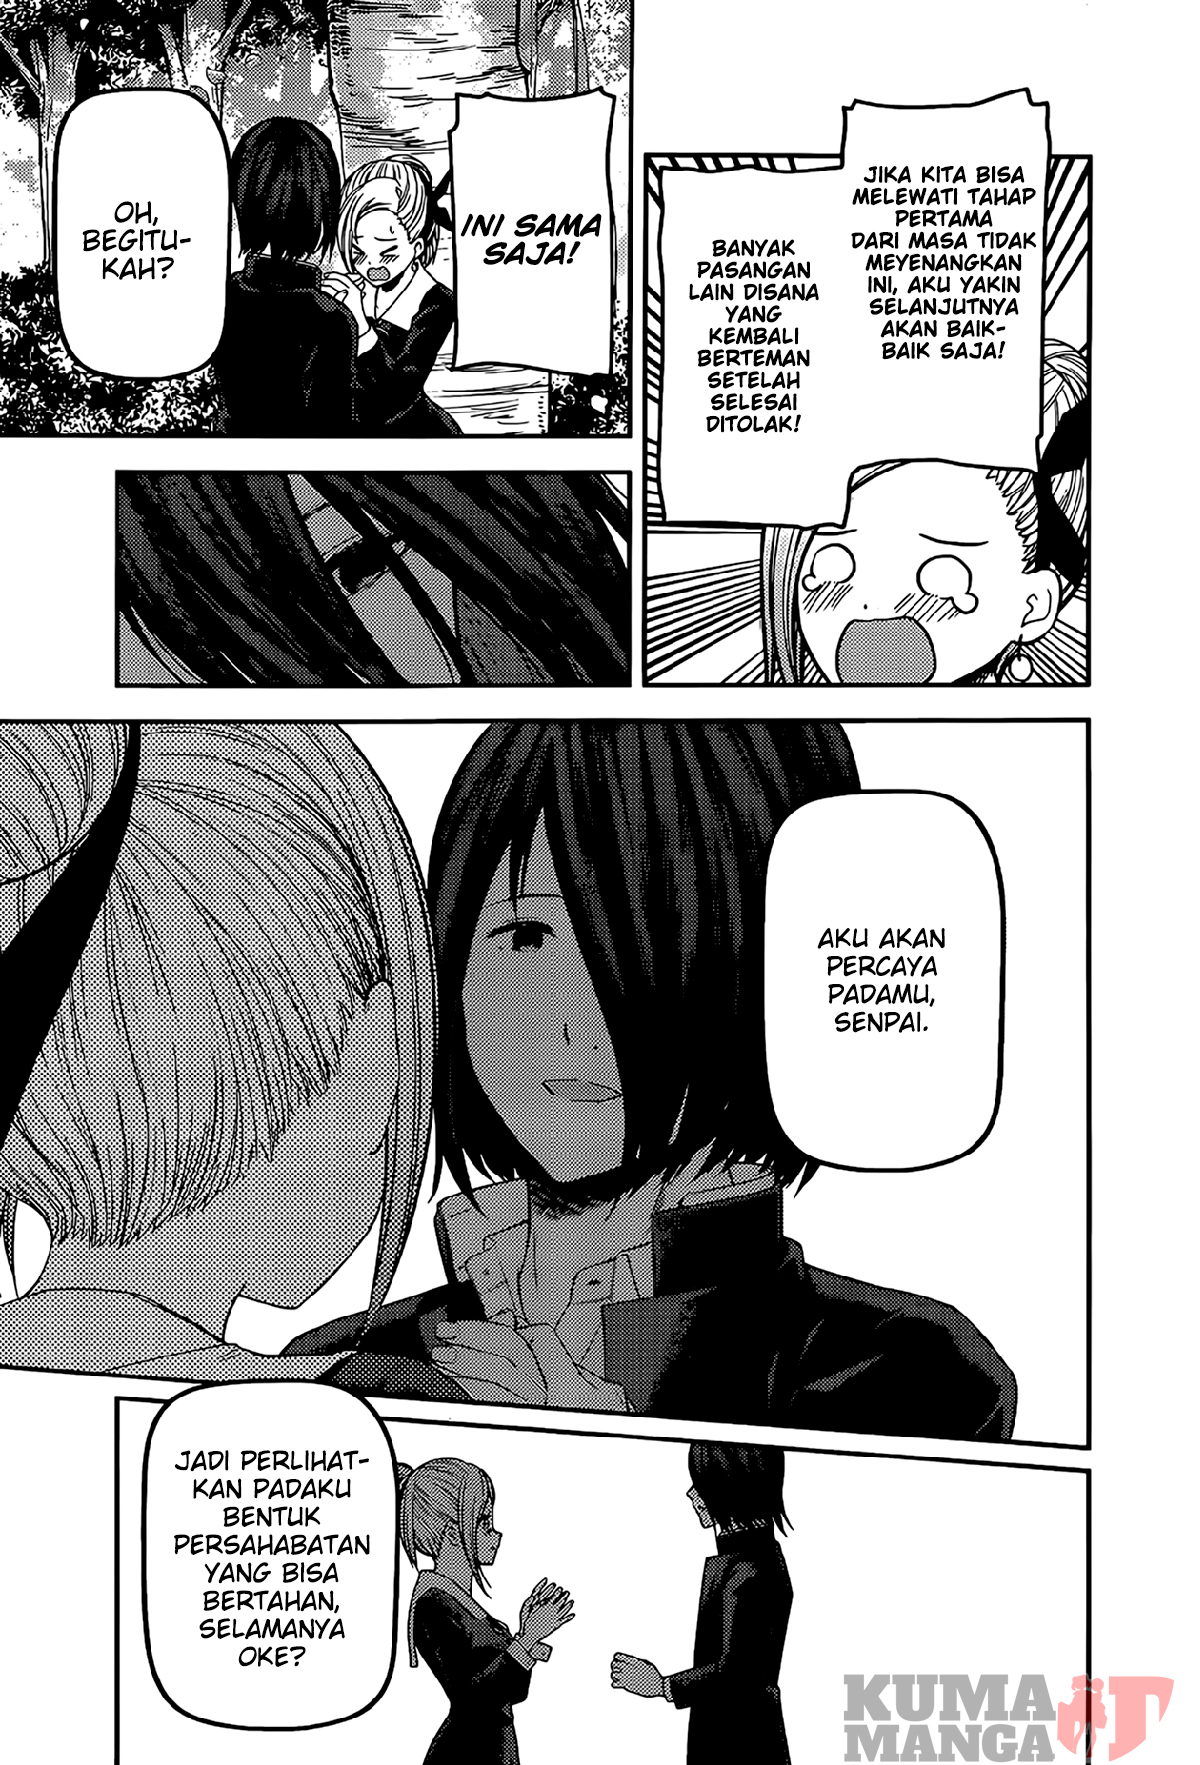 JIKA KITA BISA
MELEWATI TAHAP
PERTAMA
DARI MASA TIDAK
MEYENANGKAN
INI, AKU YAKIN
SELANJUTNYA
AKAN BAIK-
BAIK SAJA!
BANYAK
PASANGAN
LAIN DISANA
YANG
KEMBALI
BERTEMAN
SETELAH
SELESAI
DITOLAK!
INI SAMA
SAJA!
OH,
BEGITU-
KAH?
AKU AKAN
PERCAYA
PADAMU,
SENPAI.
JADI PERLIHAT-
KAN PADAKU
BENTUK
PERSAHABATAN
YANG BISA
BERTAHAN,
SELAMANYA
OKE?
KUMA
MANGA